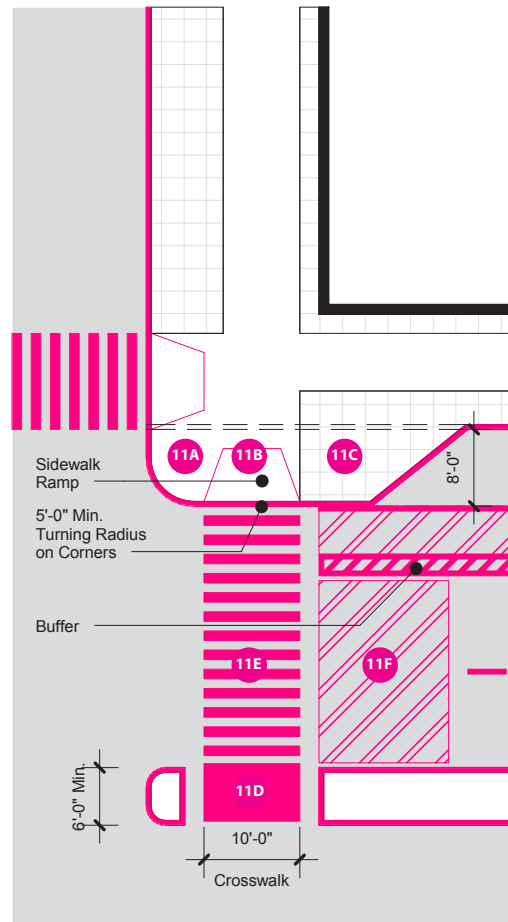 11A
11B
11C
Sidewalk
Ramp
8'-0"
5'-0" Min.
Turning Radius
on Corners
Buffer
11E
11F
6'-0" Min.
11D
10'-0"
Crosswalk